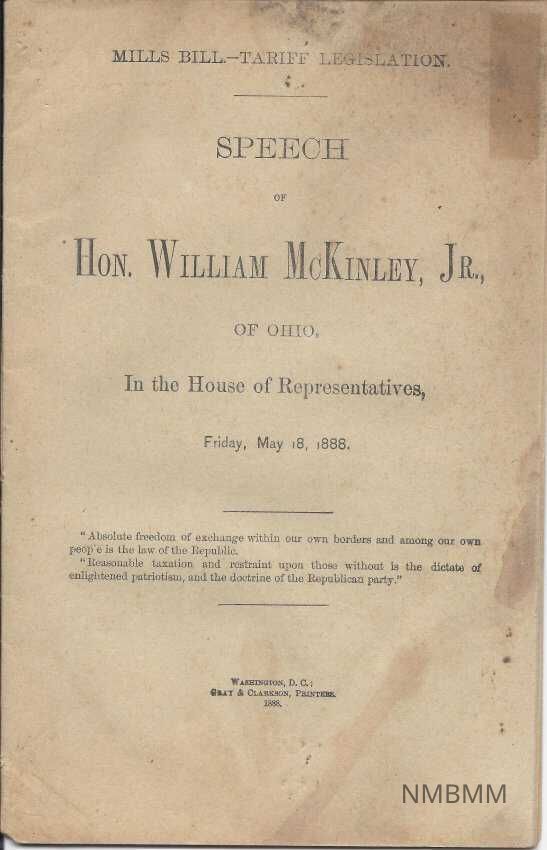 MILLS BILL.—TARIFF LEGISLATION.
SPEECH
OF
HON. WILLIAM MCKINLEY, JR.,
OF OHIO,
In the House of Representatives,
Friday, May 18, 1888.
"Absolute freedom of exchange within our own borders and among our own
peop'e is the law of the Republic.
"Reasonable taxation and restraint upon those without is the dictate of
enlightened patriotism, and the doctrine of the Republican party."
WASHINGTON, D. C.:
GRAY & CLARKSON, PRINTERS.
1888.
NMBMM